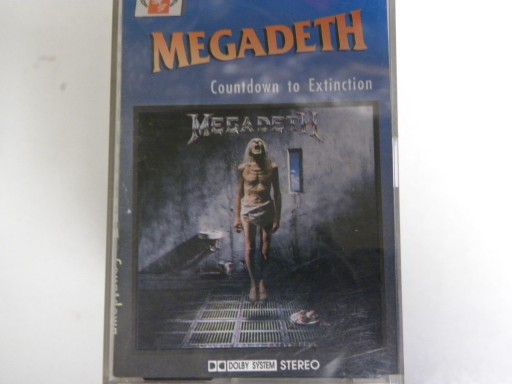 MEGADETH
Countdown to Extinction
MEGADETH
DOLBY SYSTEM STEREO